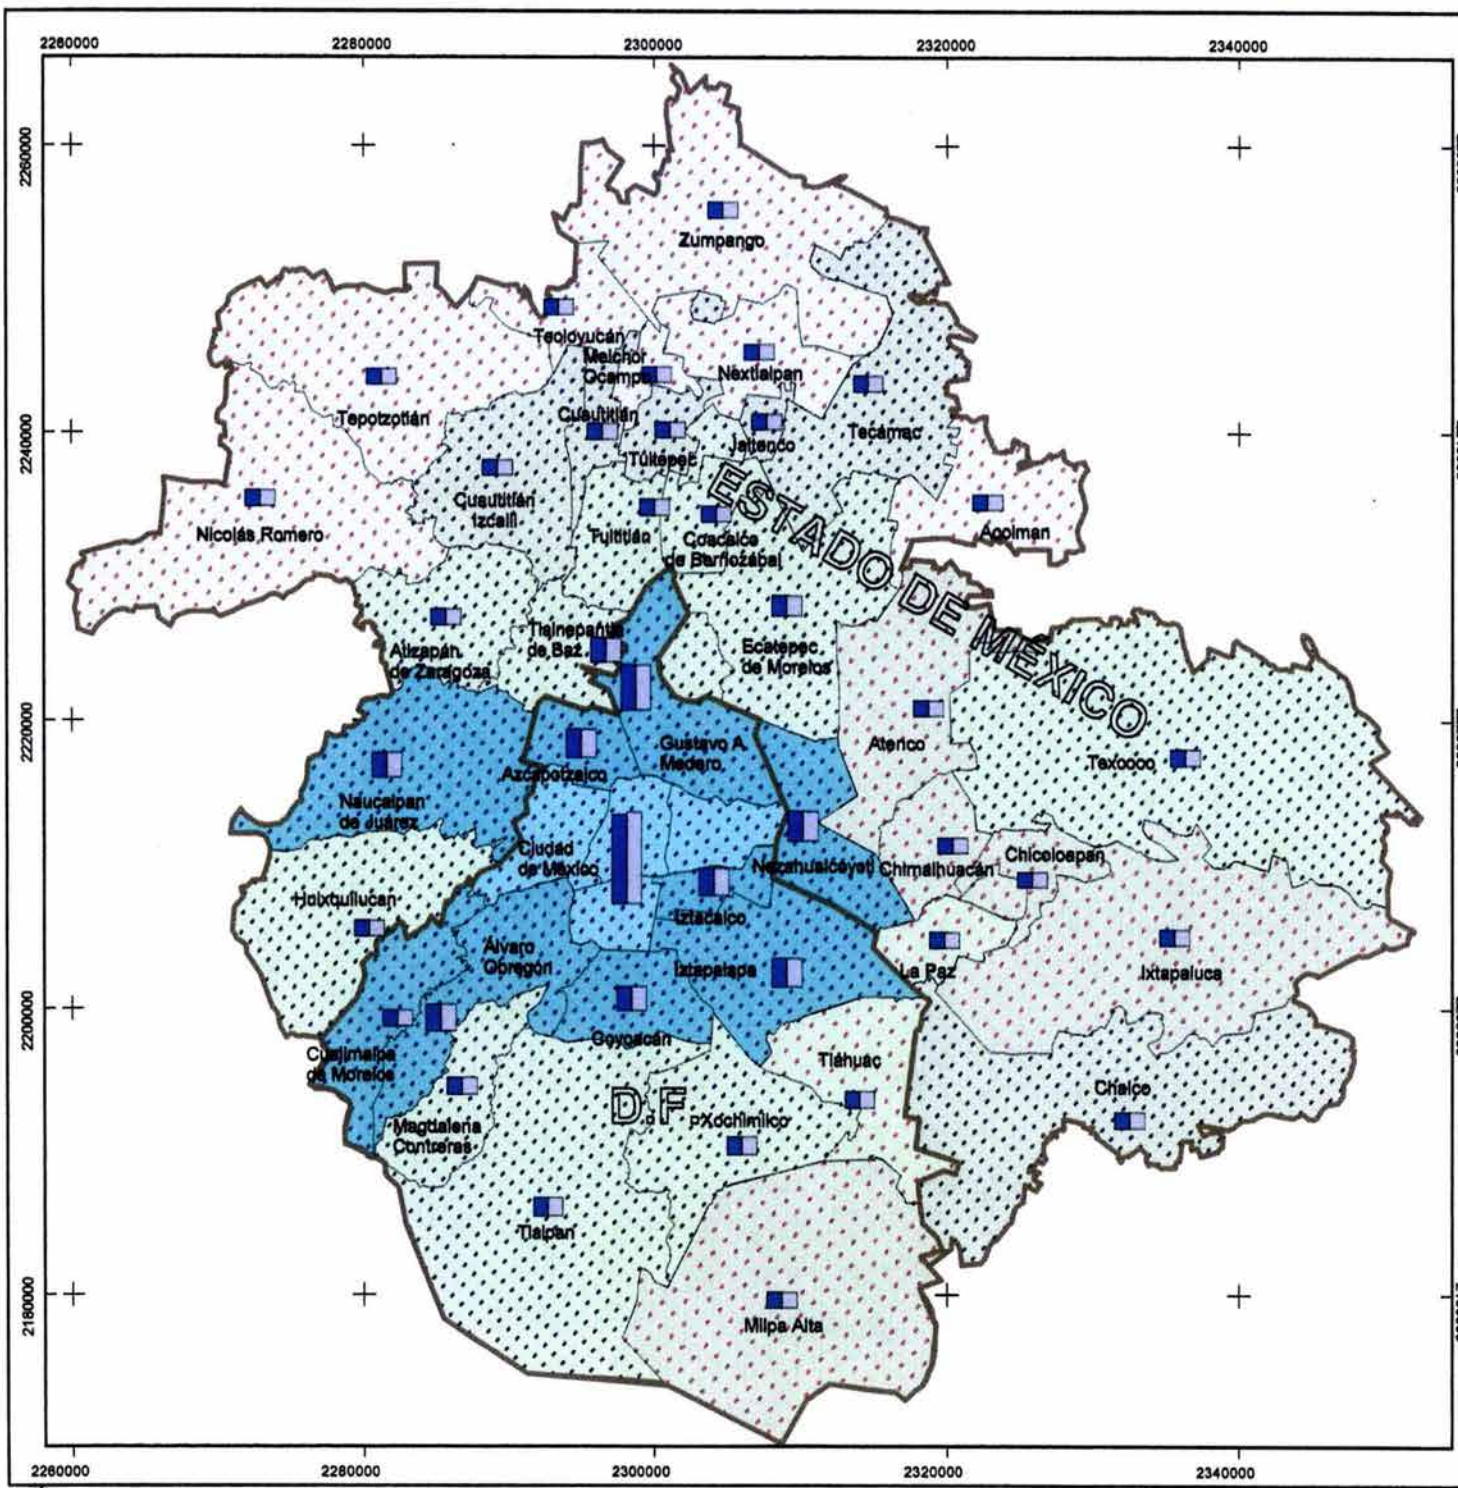 2260000 2280000 2300000 2320000 2340000
2260000
Zumpango
Teoloyucán
Melchor
Ocampo
Nextlalpan
2240000
Tepotzotlán
Cuautitlán
Jaltenco
Tecámac
Tultepec
Cuautitlán
Izcalli
Nicolás Romero
Tultitlán
Coacalco
de Berriozábal
Acolman
ESTADO DE MÉXICO
Tlalnepantla
de Baz
Atizapán
de Zaragoza
Ecatepec
de Morelos
2220000
Atenco
Texcoco
Gustavo A.
Madero
Azcapotzalco
Naucalpan
de Juárez
Ciudad
de México
Nezahualcóyotl
Chimalhuacán
Chicoloapan
Huixquilucan
Iztacalco
Álvaro
Obregón
Iztapalapa
La Paz
Ixtapaluca
2200000
Coyoacán
Cuajimalpa
de Morelos
Tláhuac
Chalco
D.F.
Xochimilco
Magdalena
Contreras
Tlalpan
2180000
Milpa Alta
2260000 2280000 2300000 2320000 2340000